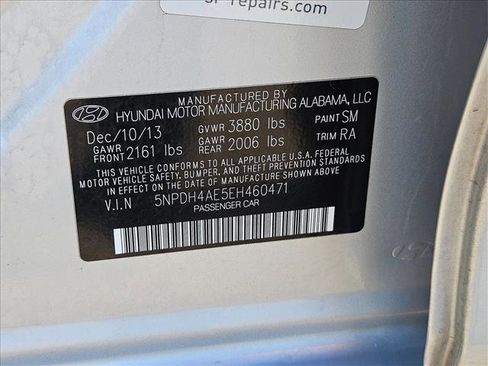 -repairs.com
MANUFACTURED BY
HYUNDAI MOTOR MANUFACTURING ALABAMA, LLC
Dec/10/13 GVWR 3880 lbs PAINT SM
GAWR FRONT 2161 lbs GAWR REAR 2006 lbs TRIM RA
THIS VEHICLE CONFORMS TO ALL APPLICABLE U.S.A. FEDERAL
MOTOR VEHICLE SAFETY, BUMPER, AND THEFT PREVENTION
STANDARDS IN EFFECT ON THE DATE OF MANUFACTURE SHOWN ABOVE.
V.I.N 5NPDH4AE5EH460471
PASSENGER CAR